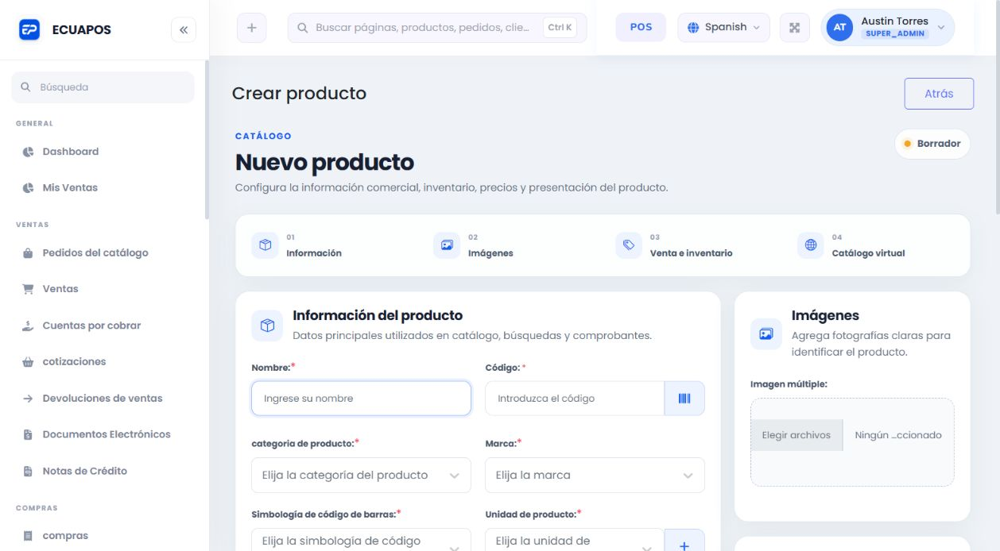 ECUAPOS
Buscar páginas, productos, pedidos, clie...
Ctrl K
POS
Spanish
AT
Austin Torres
SUPER_ADMIN
Búsqueda
GENERAL
Dashboard
Mis Ventas
VENTAS
Pedidos del catálogo
Ventas
Cuentas por cobrar
cotizaciones
Devoluciones de ventas
Documentos Electrónicos
Notas de Crédito
COMPRAS
compras
Crear producto
Atrás
CATÁLOGO
Nuevo producto
Configura la información comercial, inventario, precios y presentación del producto.
Borrador
01
Información
02
Imágenes
03
Venta e inventario
04
Catálogo virtual
Información del producto
Datos principales utilizados en catálogo, búsquedas y comprobantes.
Nombre:*
Ingrese su nombre
Código: *
Introduzca el código
categoria de producto:*
Elija la categoría del producto
Marca:*
Elija la marca
Simbología de código de barras:*
Elija la simbología de código
Unidad de producto:*
Elija la unidad de
Imágenes
Agrega fotografías claras para
identificar el producto.
Imagen múltiple:
Elegir archivos
Ningún ...ccionado